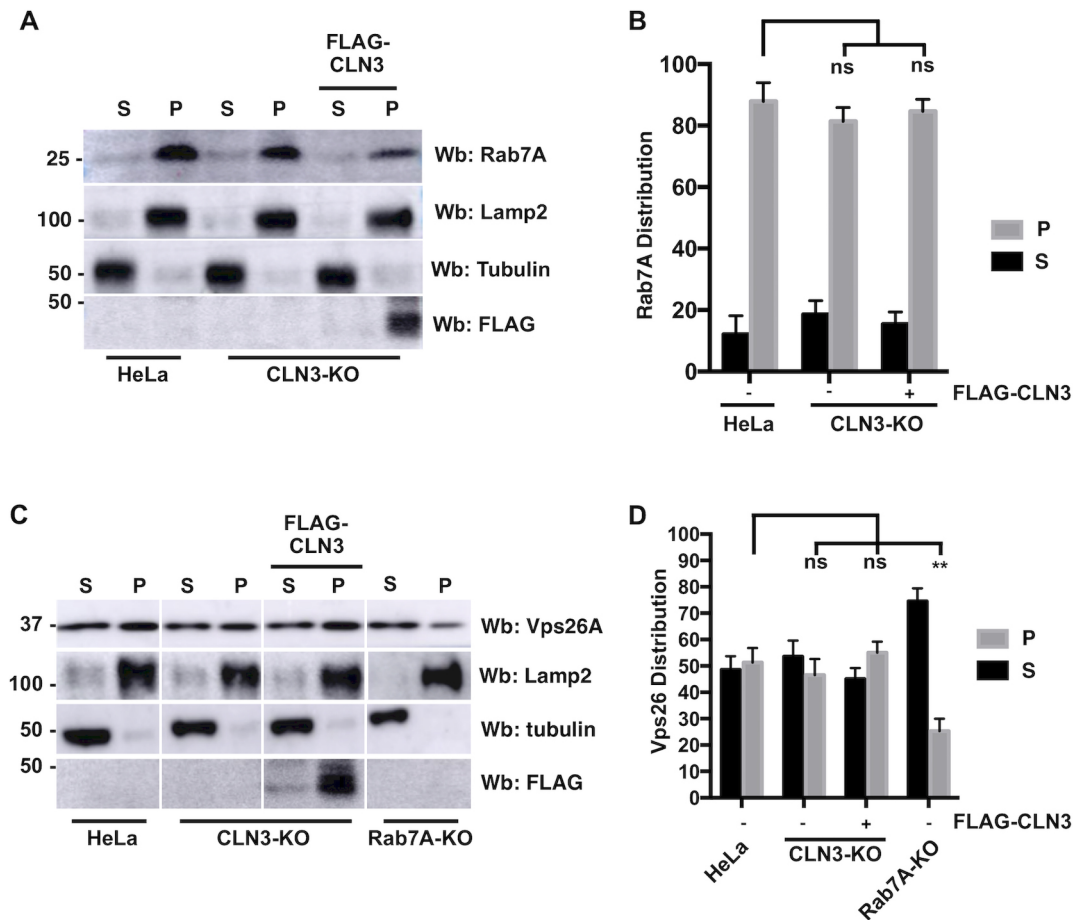 A
FLAG-
CLN3
S P S P S P
25 -
Wb: Rab7A
100 -
Wb: Lamp2
50 -
Wb: Tubulin
50 -
Wb: FLAG
HeLa
CLN3-KO
B
ns
ns
Rab7A Distribution
100
80
60
40
20
0
P
S
- - + FLAG-CLN3
HeLa
CLN3-KO
C
FLAG-
CLN3
S P S P S P S P
37 -
Wb: Vps26A
100 -
Wb: Lamp2
50 -
Wb: tubulin
50 -
Wb: FLAG
HeLa
CLN3-KO
Rab7A-KO
D
ns
ns
**
Vps26 Distribution
100
90
80
70
60
50
40
30
20
10
0
P
S
- - + - FLAG-CLN3
HeLa
CLN3-KO
Rab7A-KO